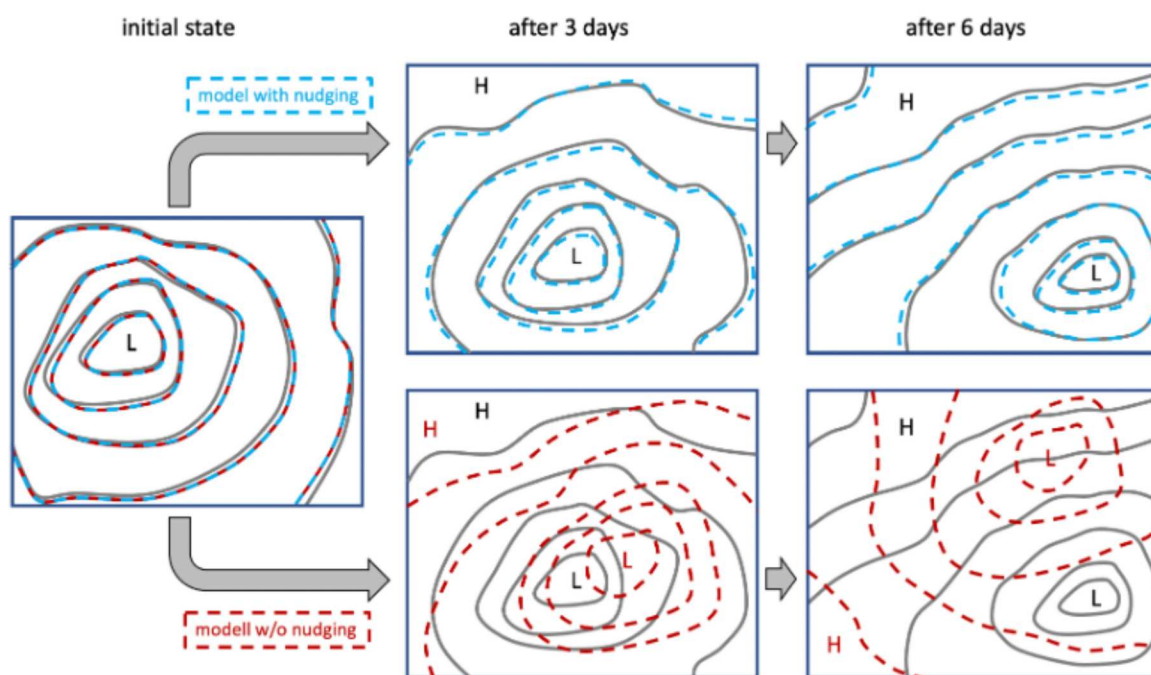 initial state
after 3 days
after 6 days
model with nudging
H
H
L
L
L
H
H
H
L
L
L
L
H
modell w/o nudging